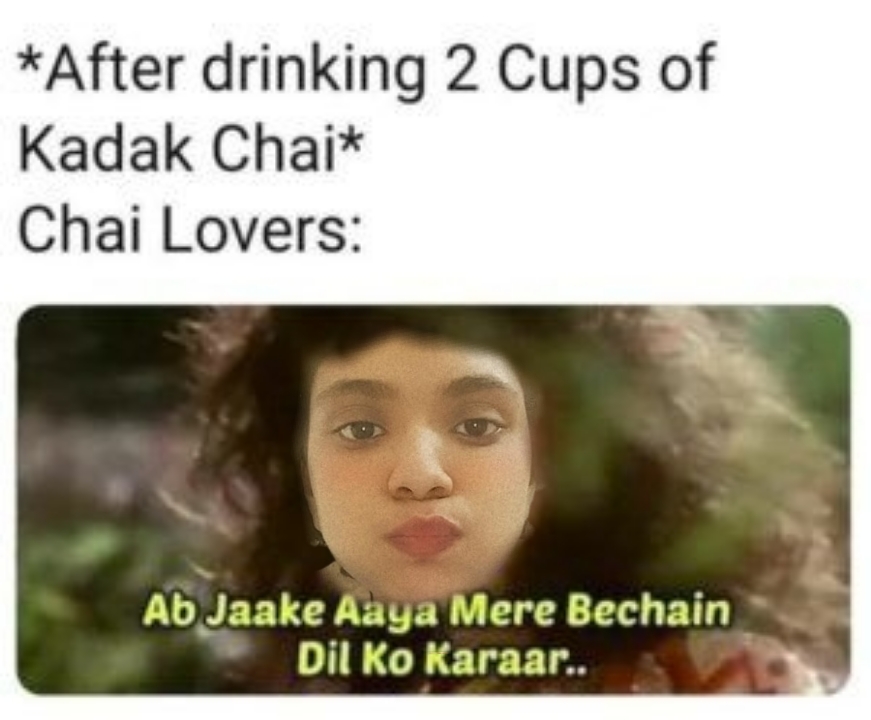 *After drinking 2 Cups of
Kadak Chai*
Chai Lovers:
Ab Jaake Aaya Mere Bechain
Dil Ko Karaar..